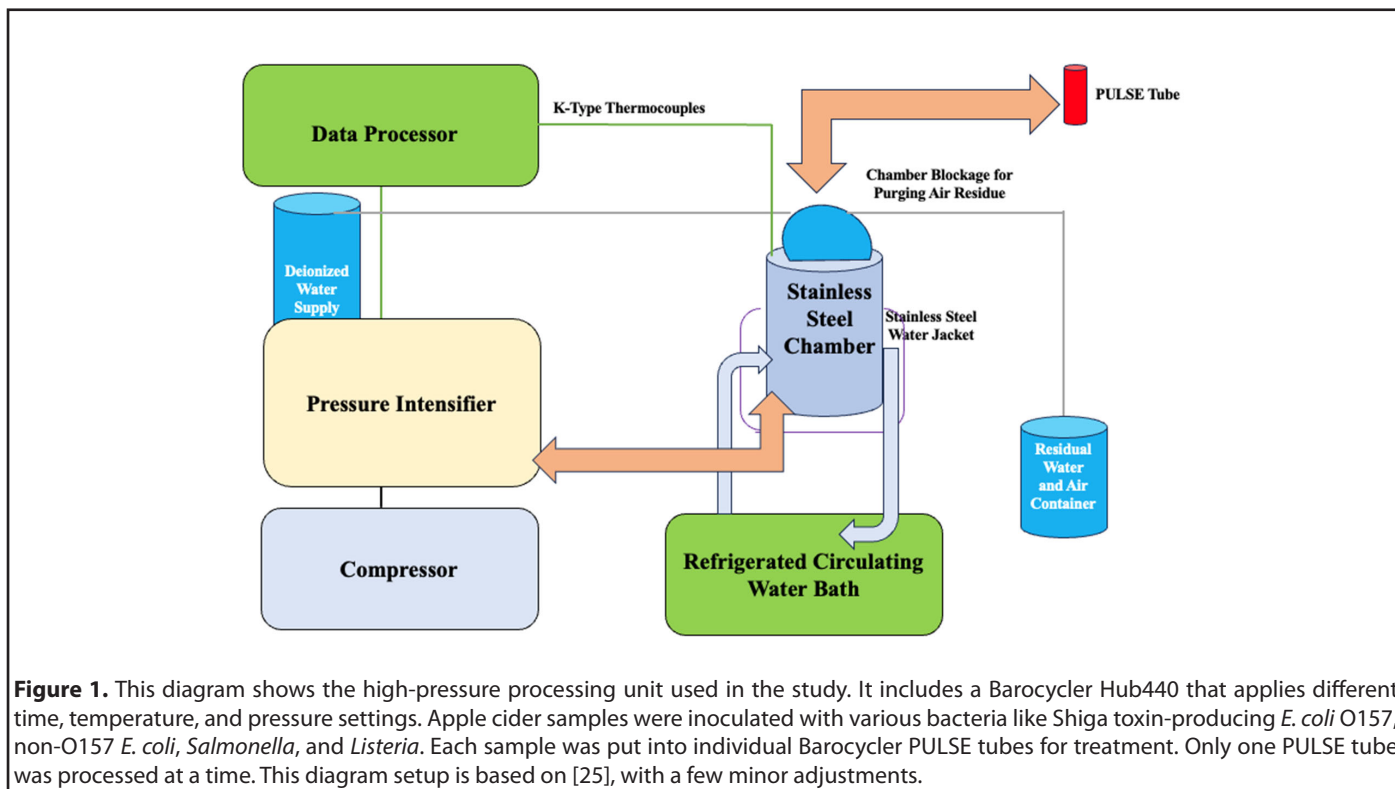 Data Processor
K-Type Thermocouples
PULSE Tube
Chamber Blockage for
Purging Air Residue
Deionized
Water
Supply
Stainless
Steel
Chamber
Stainless Steel
Water Jacket
Pressure Intensifier
Residual
Water
and Air
Container
Compressor
Refrigerated Circulating
Water Bath
Figure 1. This diagram shows the high-pressure processing unit used in the study. It includes a Barocycler Hub440 that applies different
time, temperature, and pressure settings. Apple cider samples were inoculated with various bacteria like Shiga toxin-producing E. coli O157,
non-O157 E. coli, Salmonella, and Listeria. Each sample was put into individual Barocycler PULSE tubes for treatment. Only one PULSE tube
was processed at a time. This diagram setup is based on [25], with a few minor adjustments.